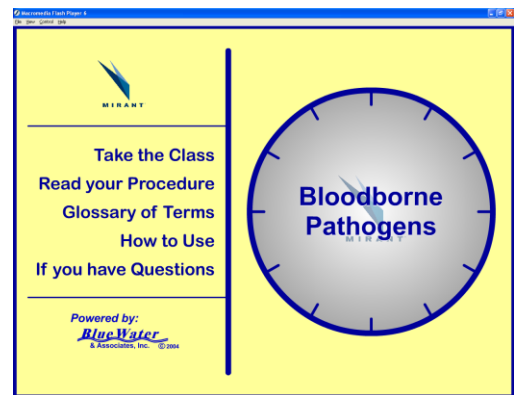 Macromedia Flash Player 6
File View Control Help
MIRANT
Take the Class
Read your Procedure
Glossary of Terms
How to Use
If you have Questions
Powered by:
BlueWater
& Associates, Inc. © 2004
Bloodborne
Pathogens
MIRANT